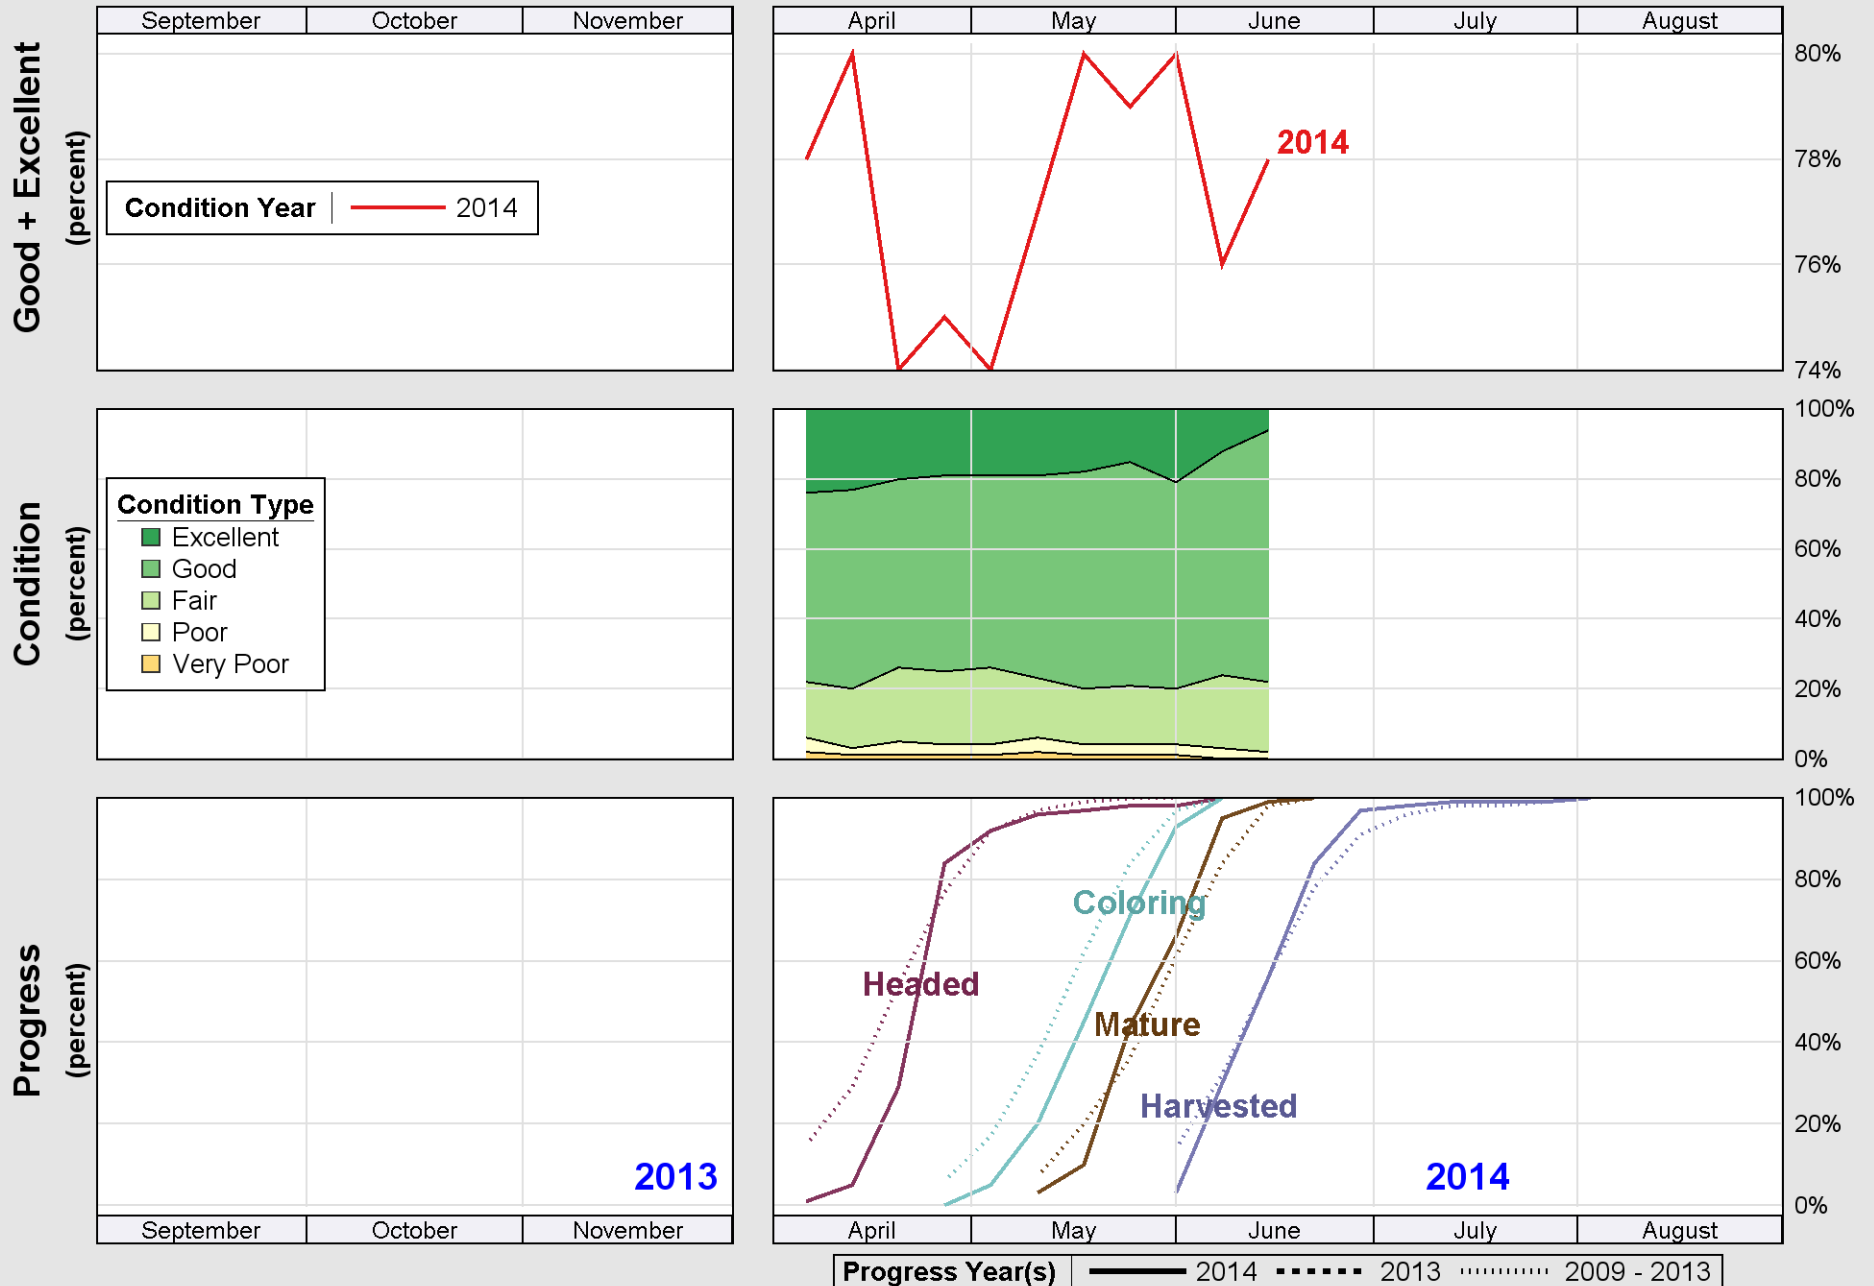 September October November April May June July August
Good + Excellent
(percent)
80%
78%
76%
74%
2014
Condition Year 2014
Condition
(percent)
100%
80%
60%
40%
20%
0%
Condition Type
Excellent
Good
Fair
Poor
Very Poor
Progress
(percent)
100%
80%
60%
40%
20%
0%
Coloring
Headed
Mature
Harvested
2013
2014
September October November April May June July August
Progress Year(s) 2014 2013 2009 - 2013